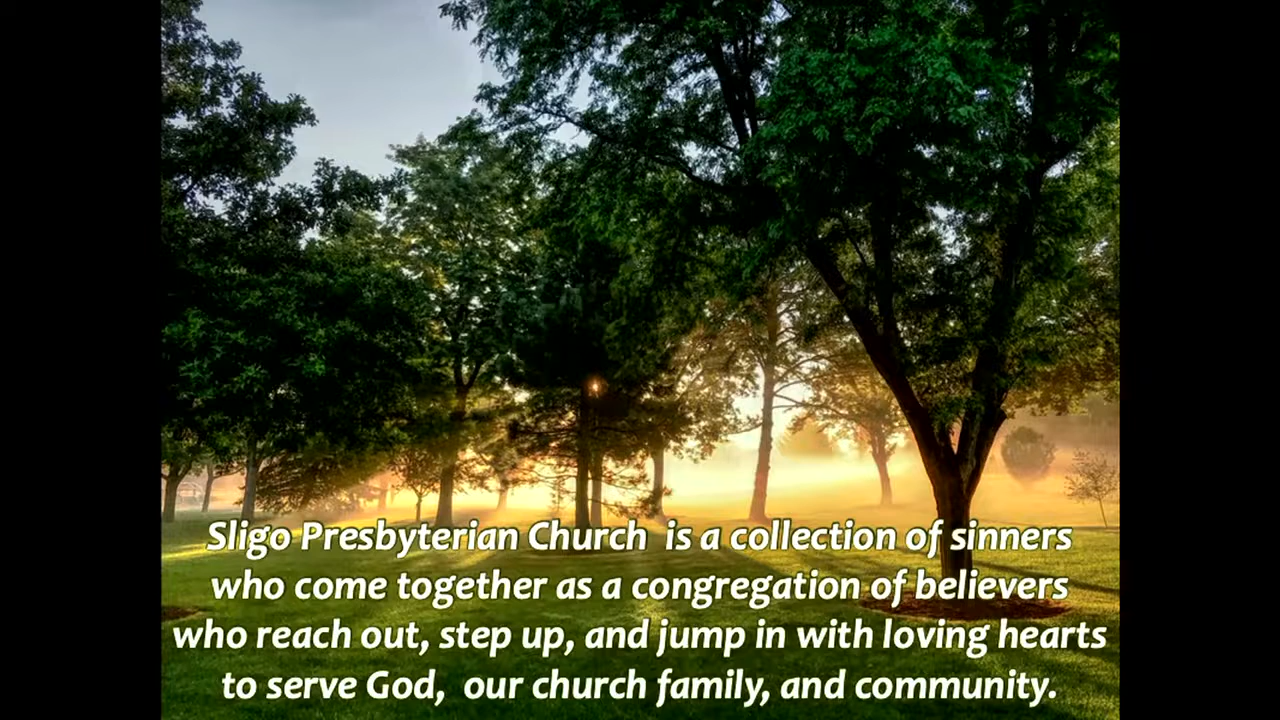 Sligo Presbyterian Church  is a collection of sinners
who come together as a congregation of believers
who reach out, step up, and jump in with loving hearts
to serve God,  our church family, and community.